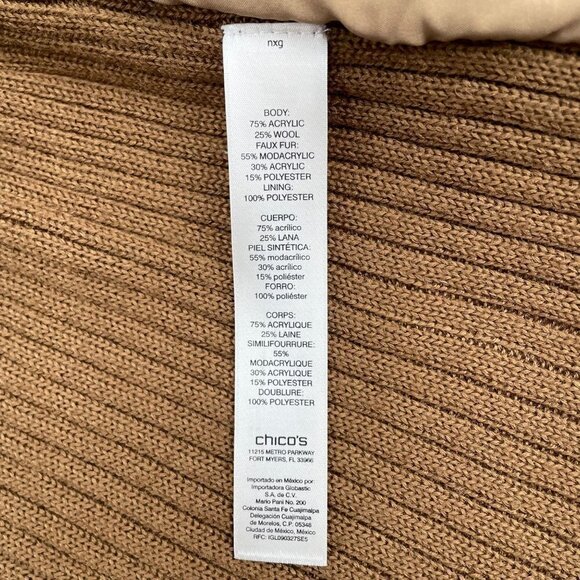 nxg
BODY:
75% ACRYLIC
25% WOOL
FAUX FUR:
55% MODACRYLIC
30% ACRYLIC
15% POLYESTER
LINING:
100% POLYESTER
CUERPO:
75% acrílico
25% LANA
PIEL SINTÉTICA:
55% modacrílico
30% acrílico
15% poliéster
FORRO:
100% poliéster
CORPS:
75% ACRYLIQUE
25% LAINE
SIMILIFOURRURE:
55%
MODACRYLIQUE
30% ACRYLIQUE
15% POLYESTER
DOUBLURE:
100% POLYESTER
chico's
11215 METRO PARKWAY
FORT MYERS, FL 33966
Importado en México por
Importadora Globastic
S.A. de C.V.
Mario Pani No. 200
Colonia Santa Fe Cuajimalpa
Delegación Cuajimalpa
de Morelos, C.P. 05348
Ciudad de México, México
RFC: IGL090327SE5